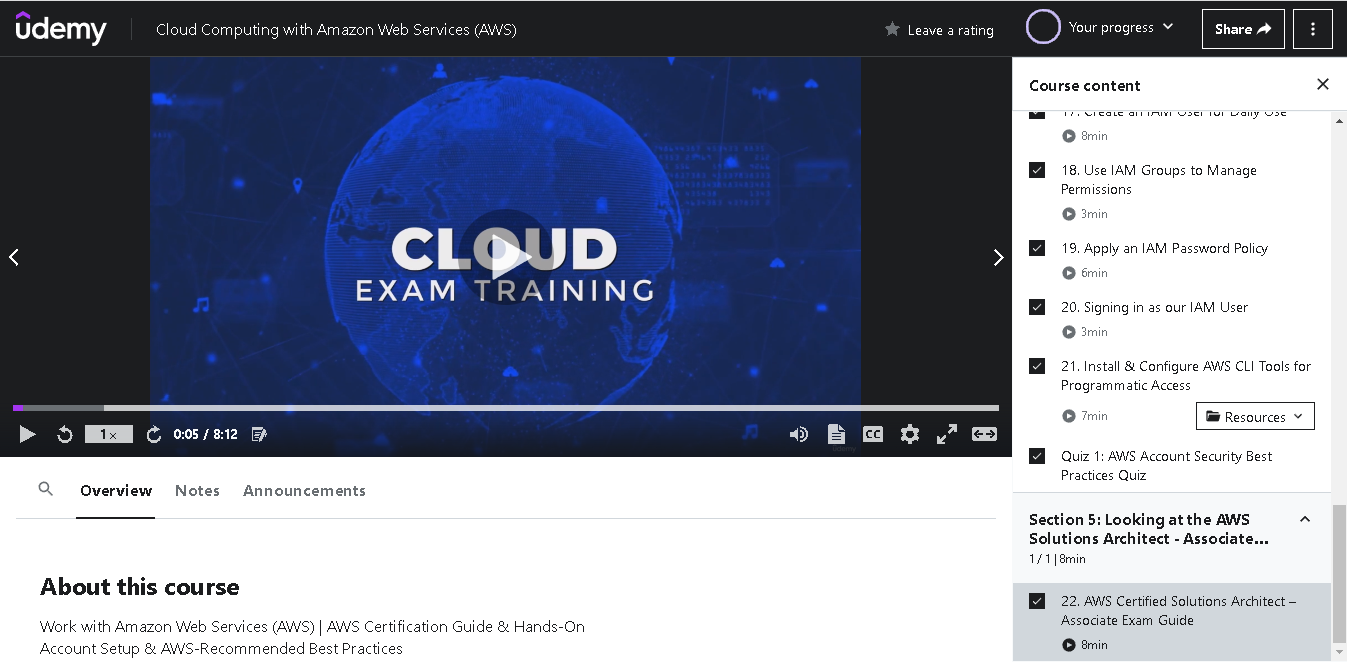 udemy
Cloud Computing with Amazon Web Services (AWS)
Leave a rating
Your progress
Share
CLOUD
EXAM TRAINING
1x
0:05 / 8:12
CC
Overview
Notes
Announcements
About this course
Work with Amazon Web Services (AWS) | AWS Certification Guide & Hands-On
Account Setup & AWS-Recommended Best Practices
Course content
17. Create an IAM User for Daily Use
8min
18. Use IAM Groups to Manage
Permissions
3min
19. Apply an IAM Password Policy
6min
20. Signing in as our IAM User
3min
21. Install & Configure AWS CLI Tools for
Programmatic Access
7min
Resources
Quiz 1: AWS Account Security Best
Practices Quiz
Section 5: Looking at the AWS
Solutions Architect - Associate...
1 / 1 | 8min
22. AWS Certified Solutions Architect –
Associate Exam Guide
8min